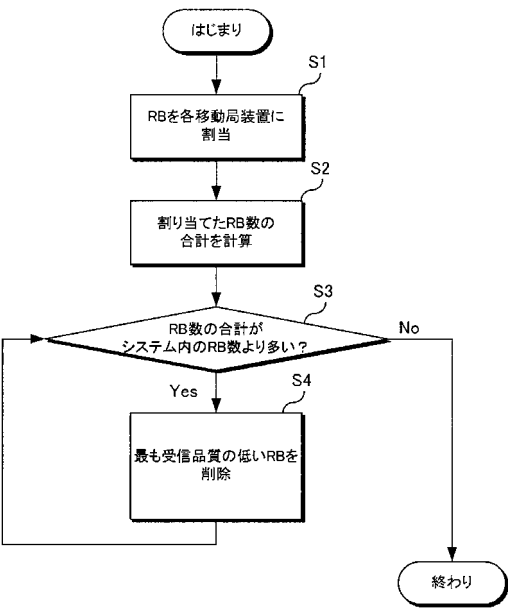 はじまり
S1
RBを各移動局装置に
割当
S2
割り当てたRB数の
合計を計算
S3
RB数の合計が
システム内のRB数より多い？
No
Yes
S4
最も受信品質の低いRBを
削除
終わり